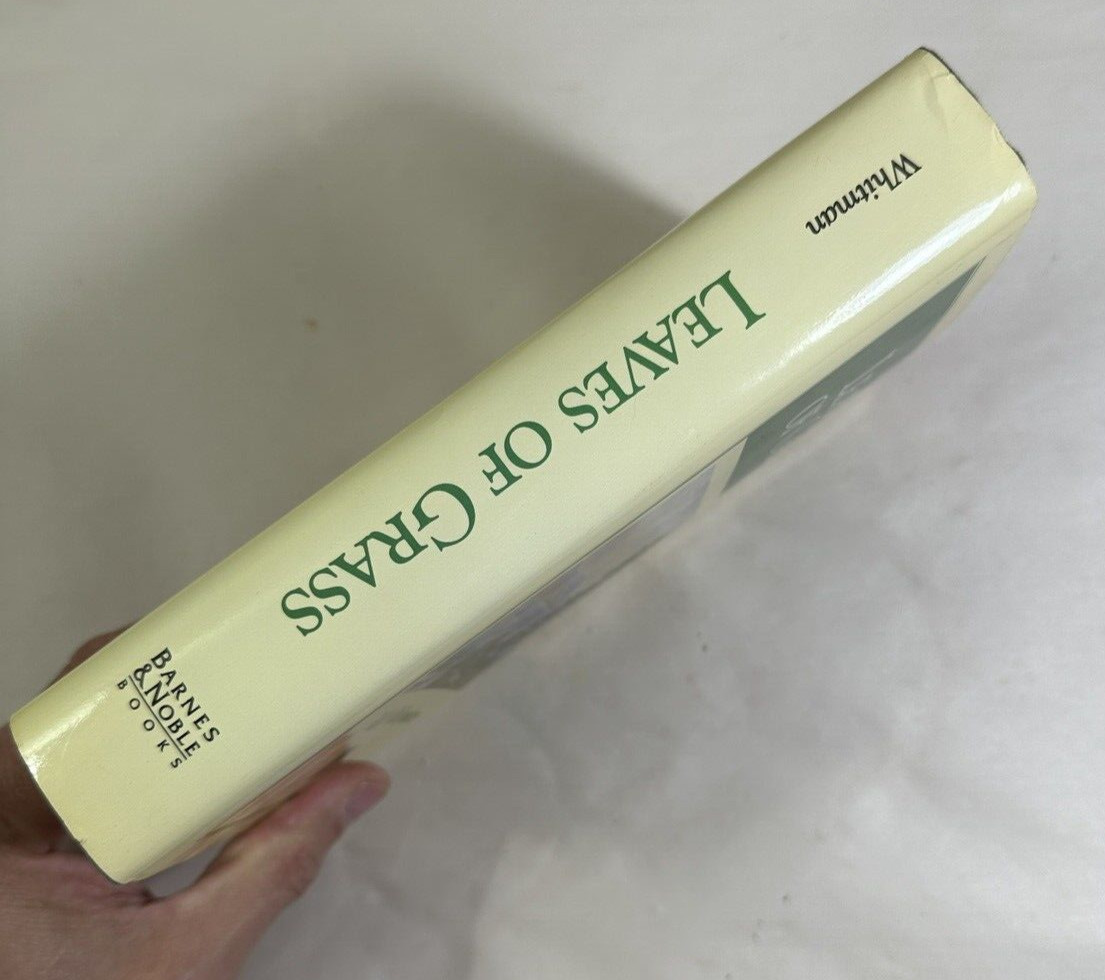 Whitman
LEAVES OF GRASS
BARNES
&NOBLE
BOOKS